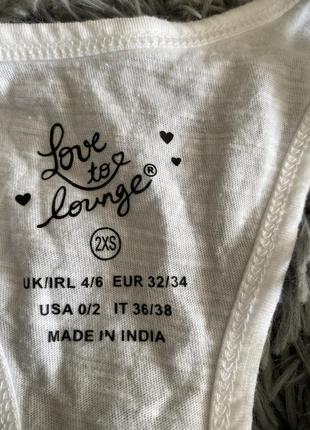 Love
to
lounge®
2XS
UK/IRL 4/6 EUR 32/34
USA 0/2 IT 36/38
MADE IN INDIA